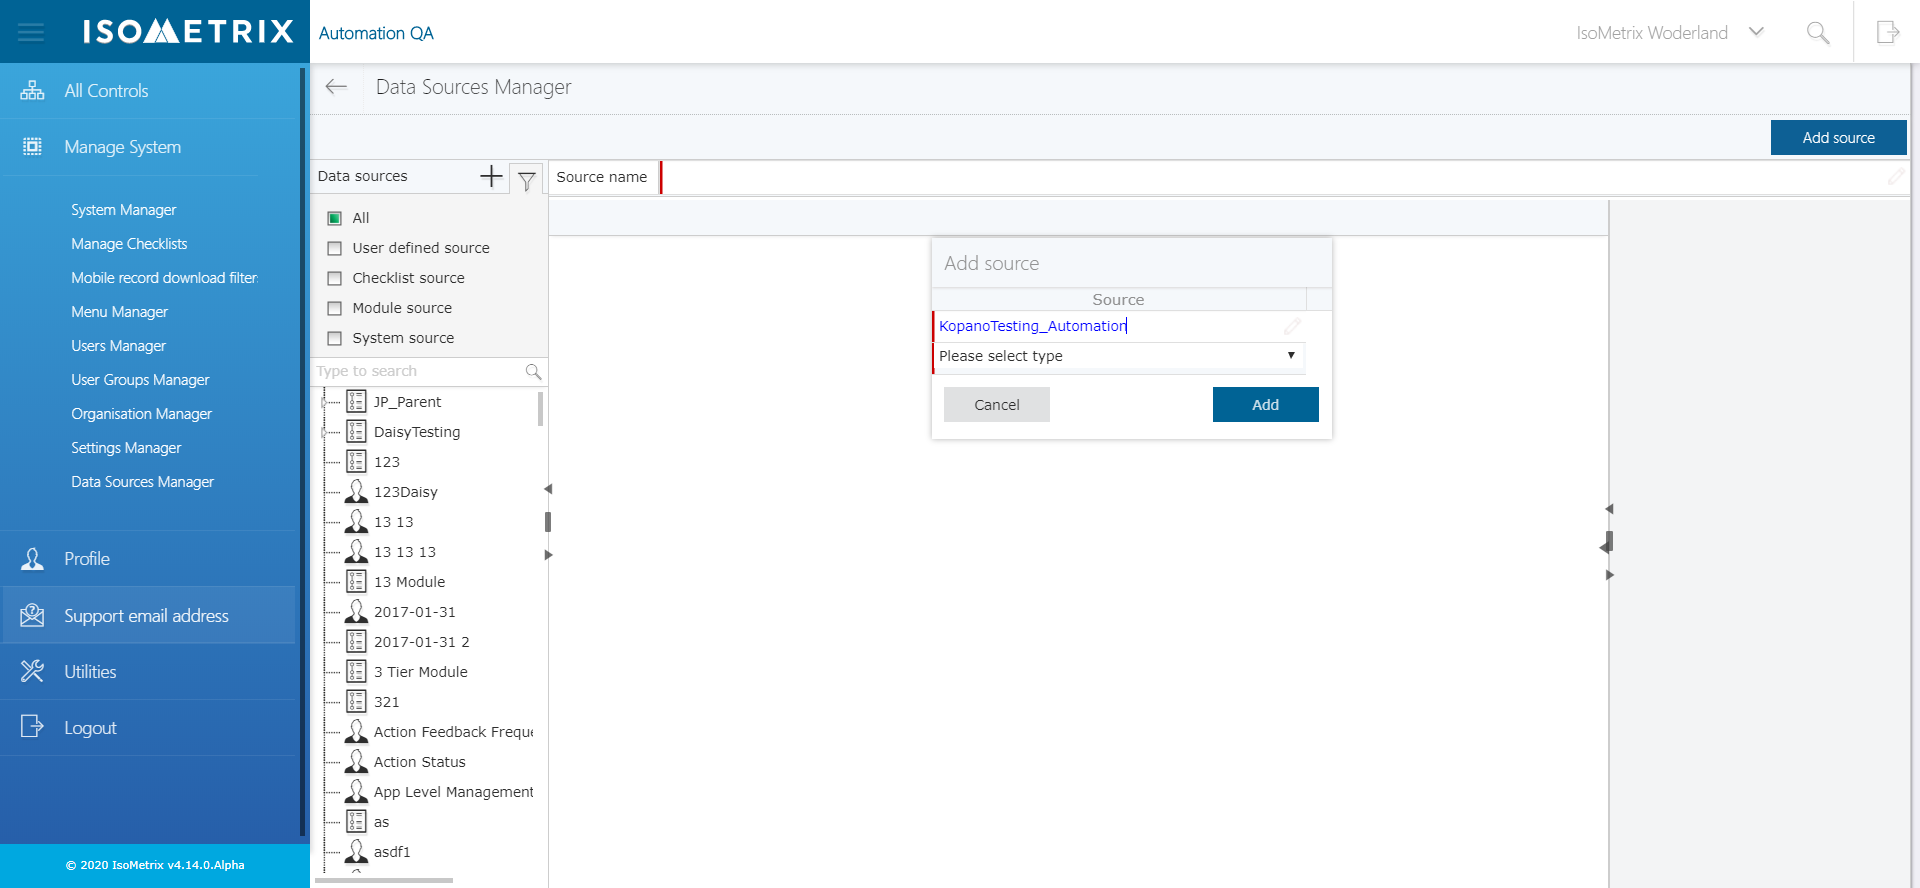 ISOMETRIX
Automation QA
IsoMetrix Woderland
All Controls
Manage System
System Manager
Manage Checklists
Mobile record download filter
Menu Manager
Users Manager
User Groups Manager
Organisation Manager
Settings Manager
Data Sources Manager
Profile
Support email address
Utilities
Logout
© 2020 IsoMetrix v4.14.0.Alpha
Data Sources Manager
Add source
Data sources
Source name
All
User defined source
Checklist source
Module source
System source
Type to search
JP_Parent
DaisyTesting
123
123Daisy
13 13
13 13 13
13 Module
2017-01-31
2017-01-31 2
3 Tier Module
321
Action Feedback Freque
Action Status
App Level Management
as
asdf1
Add source
Source
KopanoTesting_Automation
Please select type
Cancel
Add